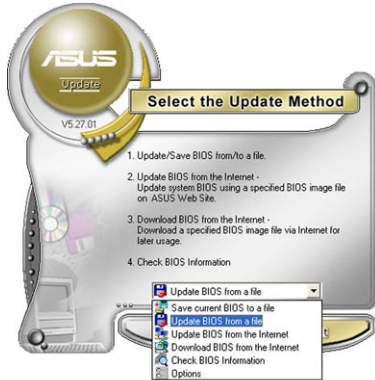 ASUS
Update
V5.27.01
Select the Update Method
1. Update/Save BIOS from/to a file.
2. Update BIOS from the Internet -
Update system BIOS using a specified BIOS image file
on ASUS Web Site.
3. Download BIOS from the Internet -
Download a specified BIOS image file via Internet for
later usage.
4. Check BIOS Information
Update BIOS from a file
Save current BIOS to a file
Update BIOS from a file
Update BIOS from the Internet
Download BIOS from the Internet
Check BIOS Information
Options